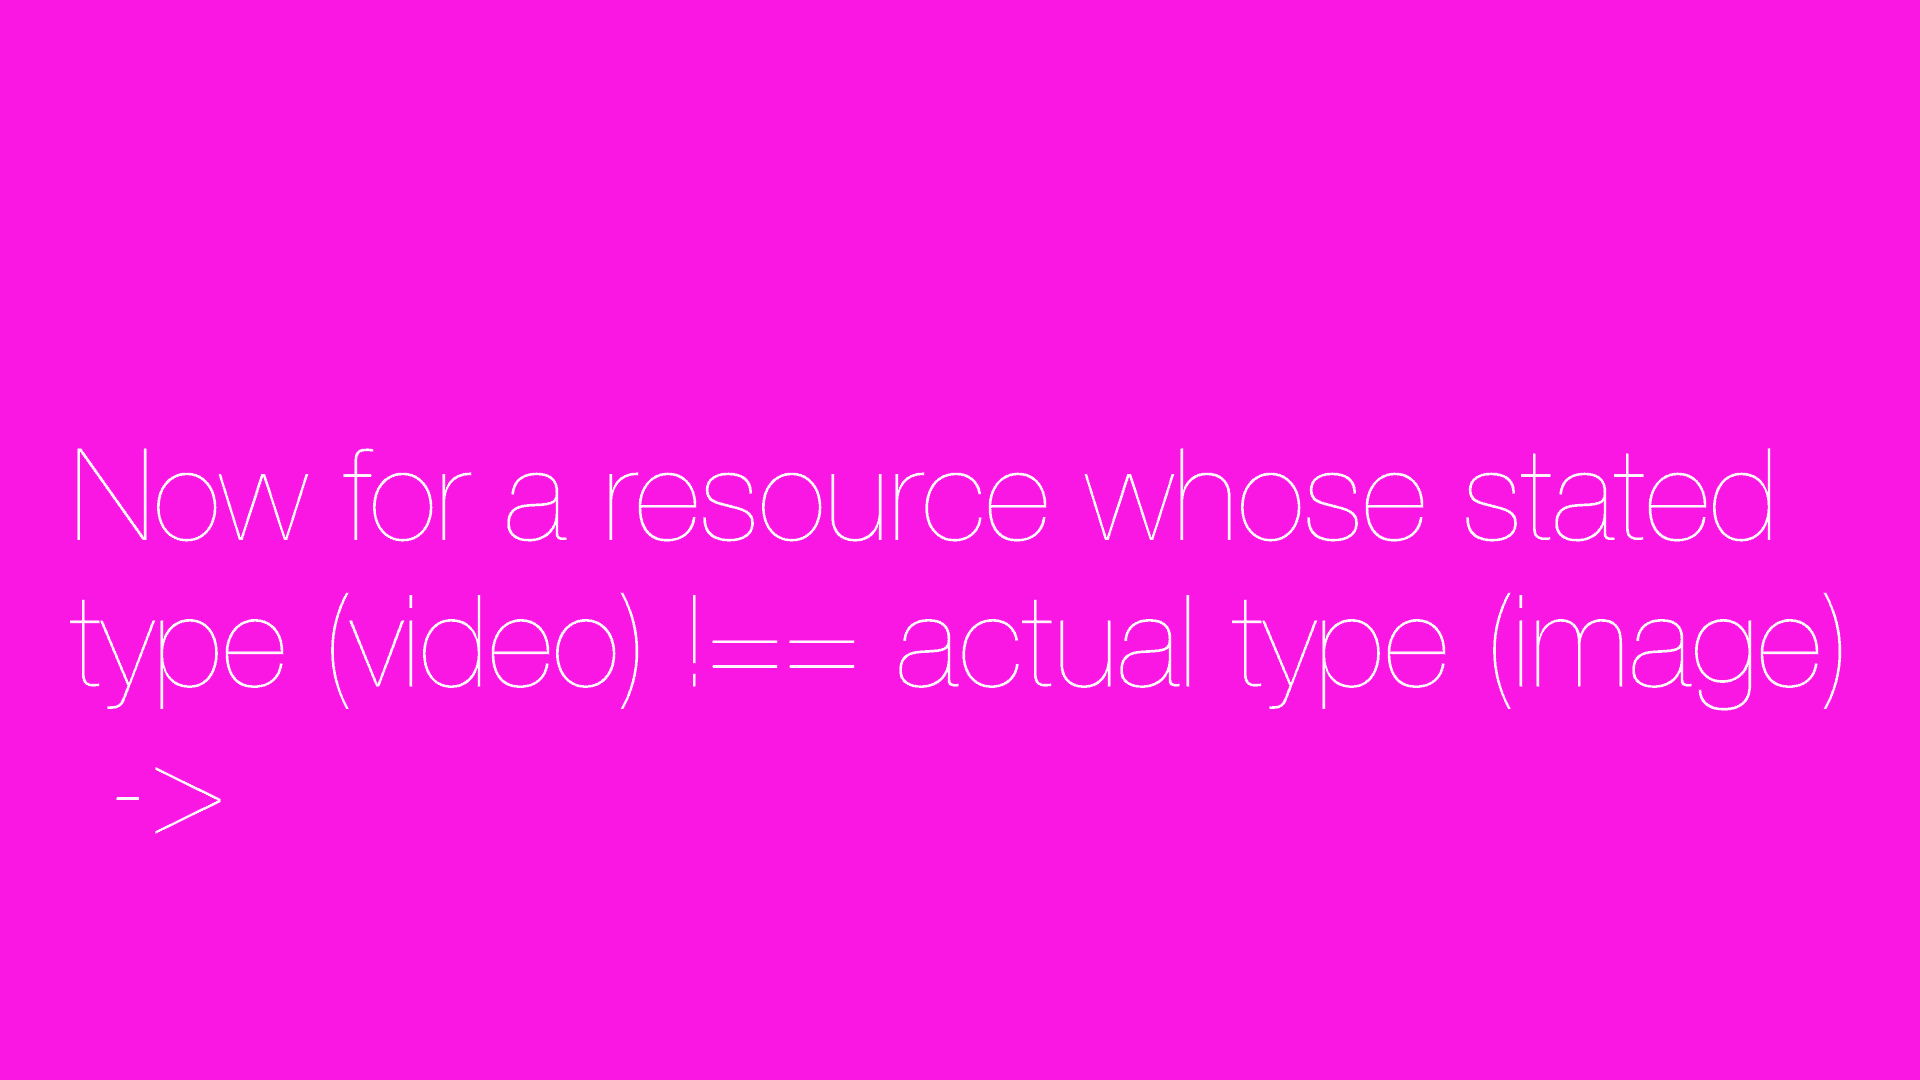 Now for a resource whose stated
type (video) !== actual type (image)
->